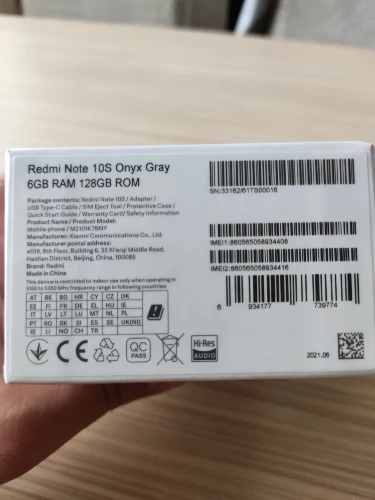 Redmi Note 10S Onyx Gray
6GB RAM 128GB ROM
Package contents: Redmi Note 10S / Adapter /
USB Type-C Cable / SIM Eject Tool / Protective Case /
Quick Start Guide / Warranty Card / Safety Information
Product Name / Product Model:
Mobile phone / M2101K7BNY
Manufacturer: Xiaomi Communications Co., Ltd.
Manufacturer postal address:
#019, 9th Floor, Building 6, 33 Xi'erqi Middle Road,
Haidian District, Beijing, China, 100085
Brand: Redmi
Made in China
This device is restricted to indoor use only when operating in
5150 to 5350 MHz frequency range in following countries:
AT BE BG HR CY CZ DK
EE FI FR DE EL HU IE
IT LV LT LU MT NL PL
PT RO SK SI ES SE UK(NI)
IS LI NO CH TR
CE
QC
PASS
Hi-Res
AUDIO
SN:33162/61TS00016
IMEI1:860565058934408
IMEI2:860565058934416
6 934177 739774
2021.06